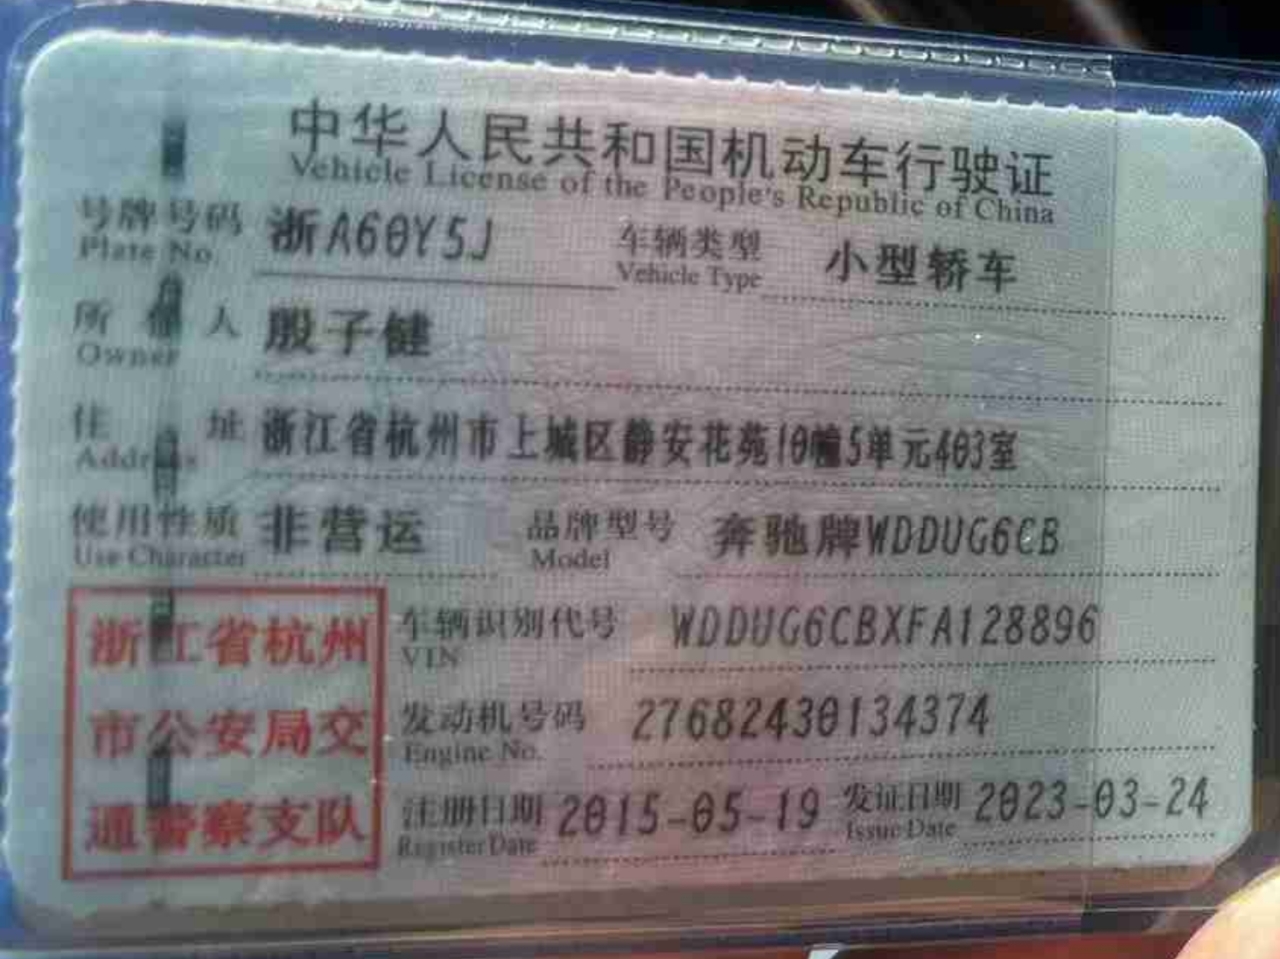 中华人民共和国机动车行驶证
Vehicle License of the People's Republic of China
号牌号码 浙A60Y5J 车辆类型 小型轿车
Plate No. Vehicle Type
所有人 殷子健
Owner
住址 浙江省杭州市上城区静安花苑10幢5单元403室
Address
使用性质 非营运 品牌型号 奔驰牌WDDUG6CB
Use Character Model
浙江省杭州
市公安局交
通警察支队
车辆识别代号 WDDUG6CBXFA128896
VIN
发动机号码 27682430134374
Engine No.
注册日期 2015-05-19 发证日期 2023-03-24
Register Date Issue Date